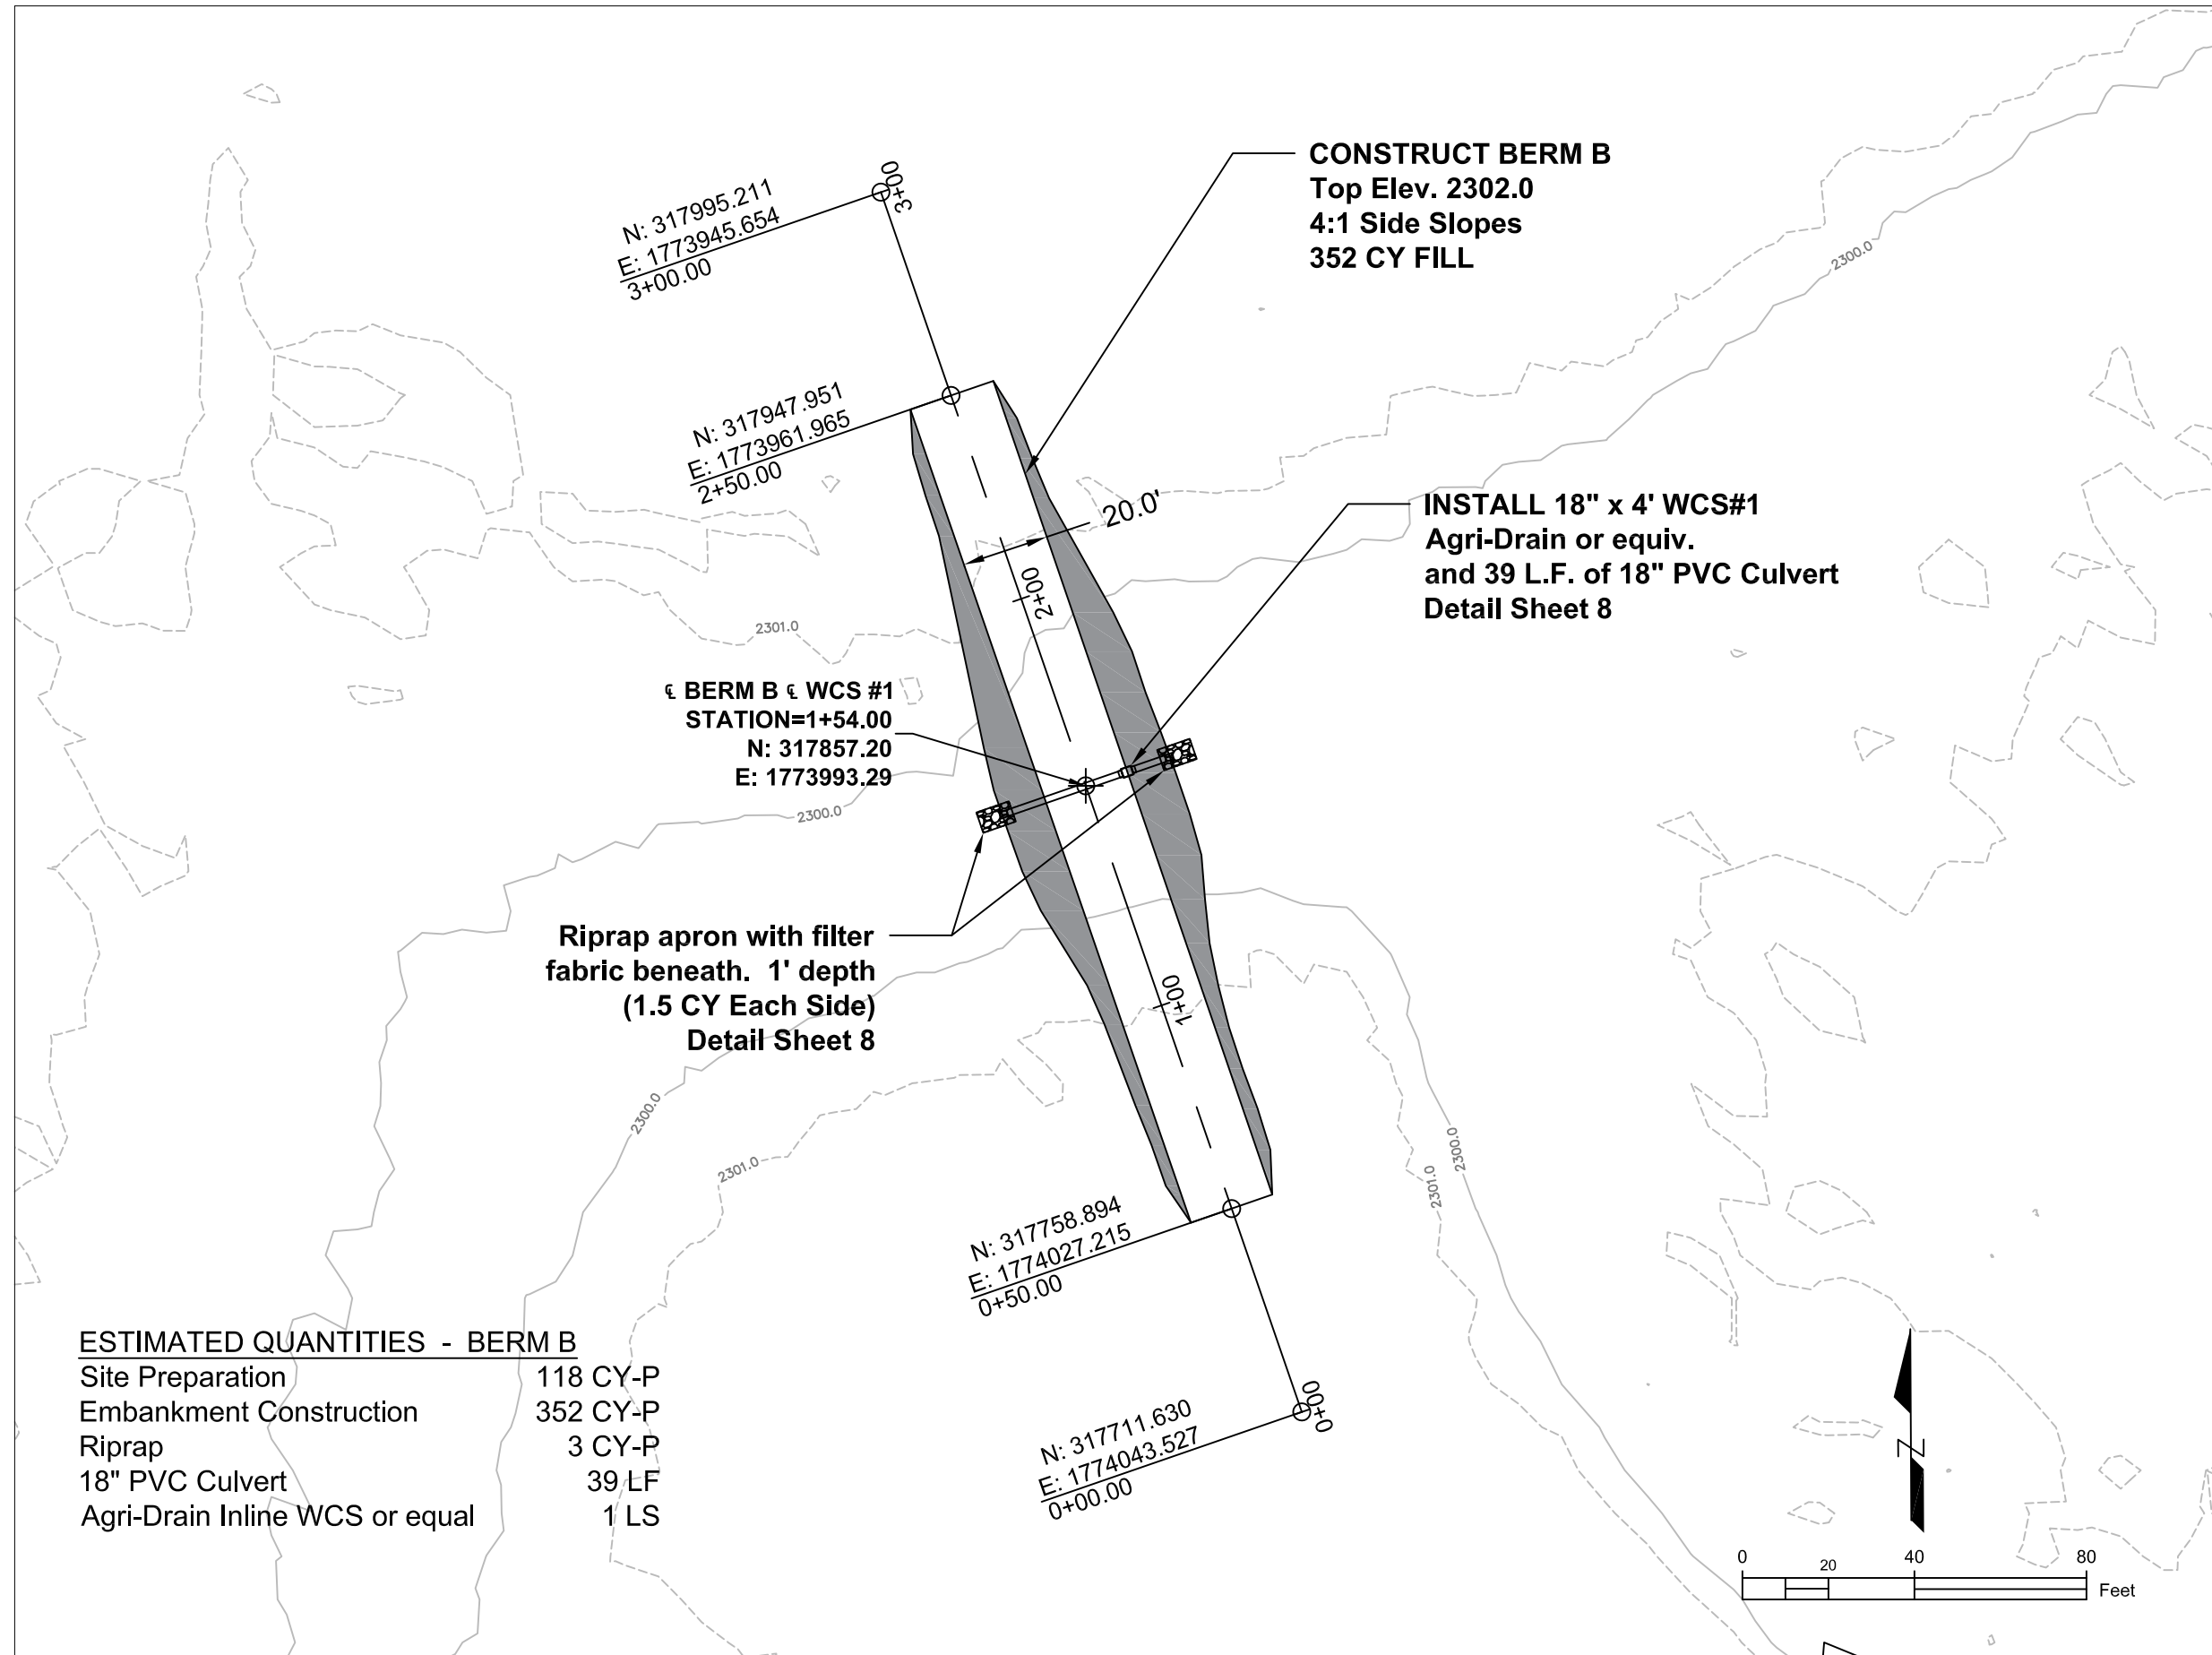 CONSTRUCT BERM B
Top Elev. 2302.0
4:1 Side Slopes
352 CY FILL
3+00
N: 317995.211
E: 1773945.654
3+00.00
2300.0
N: 317947.951
E: 1773961.965
2+50.00
20.0'
INSTALL 18" x 4' WCS#1
Agri-Drain or equiv.
and 39 L.F. of 18" PVC Culvert
Detail Sheet 8
2+00
2301.0
℄ BERM B ℄ WCS #1
STATION=1+54.00
N: 317857.20
E: 1773993.29
2300.0
Riprap apron with filter
fabric beneath. 1' depth
(1.5 CY Each Side)
Detail Sheet 8
1+00
2300.0
2301.0
2300.0
2301.0
N: 317758.894
E: 1774027.215
0+50.00
0+00
N: 317711.630
E: 1774043.527
0+00.00
ESTIMATED QUANTITIES - BERM B
Site Preparation 118 CY-P
Embankment Construction 352 CY-P
Riprap 3 CY-P
18" PVC Culvert 39 LF
Agri-Drain Inline WCS or equal 1 LS
N
0 20 40 80
Feet